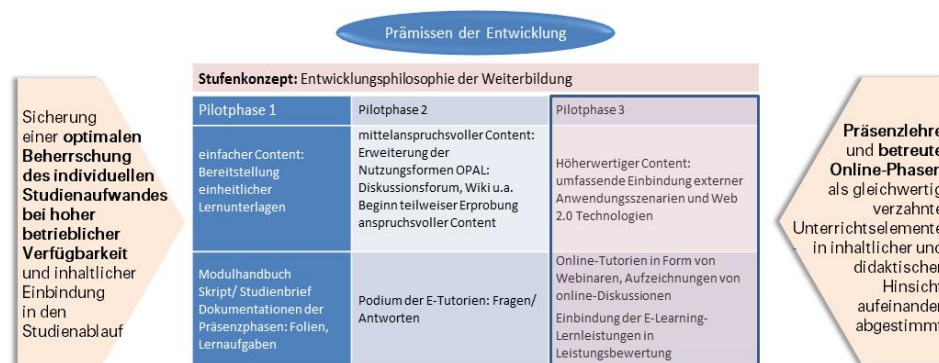 Prämissen der Entwicklung
Stufenkonzept: Entwicklungsphilosophie der Weiterbildung
Sicherung
einer optimalen
Beherrschung
des individuellen
Studienaufwandes
bei hoher
betrieblicher
Verfügbarkeit
und inhaltlicher
Einbindung
in den
Studienablauf
Pilotphase 1
Pilotphase 2
Pilotphase 3
einfacher Content:
Bereitstellung
einheitlicher
Lernunterlagen
mittelanspruchsvoller Content:
Erweiterung der
Nutzungsformen OPAL:
Diskussionsforum, Wiki u.a.
Beginn teilweiser Erprobung
anspruchsvoller Content
Höherwertiger Content:
umfassende Einbindung externer
Anwendungsszenarien und Web
2.0 Technologien
Modulhandbuch
Skript/ Studienbrief
Dokumentationen der
Präsenzphasen: Folien,
Lernaufgaben
Podium der E-Tutorien: Fragen/
Antworten
Online-Tutorien in Form von
Webinaren, Aufzeichnungen von
online-Diskussionen
Einbindung der E-Learning-
Lernleistungen in
Leistungsbewertung
Präsenzlehre
und betreute
Online-Phasen
als gleichwertig
verzahnte
Unterrichtselemente
in inhaltlicher und
didaktischer
Hinsicht
aufeinander
abgestimmt